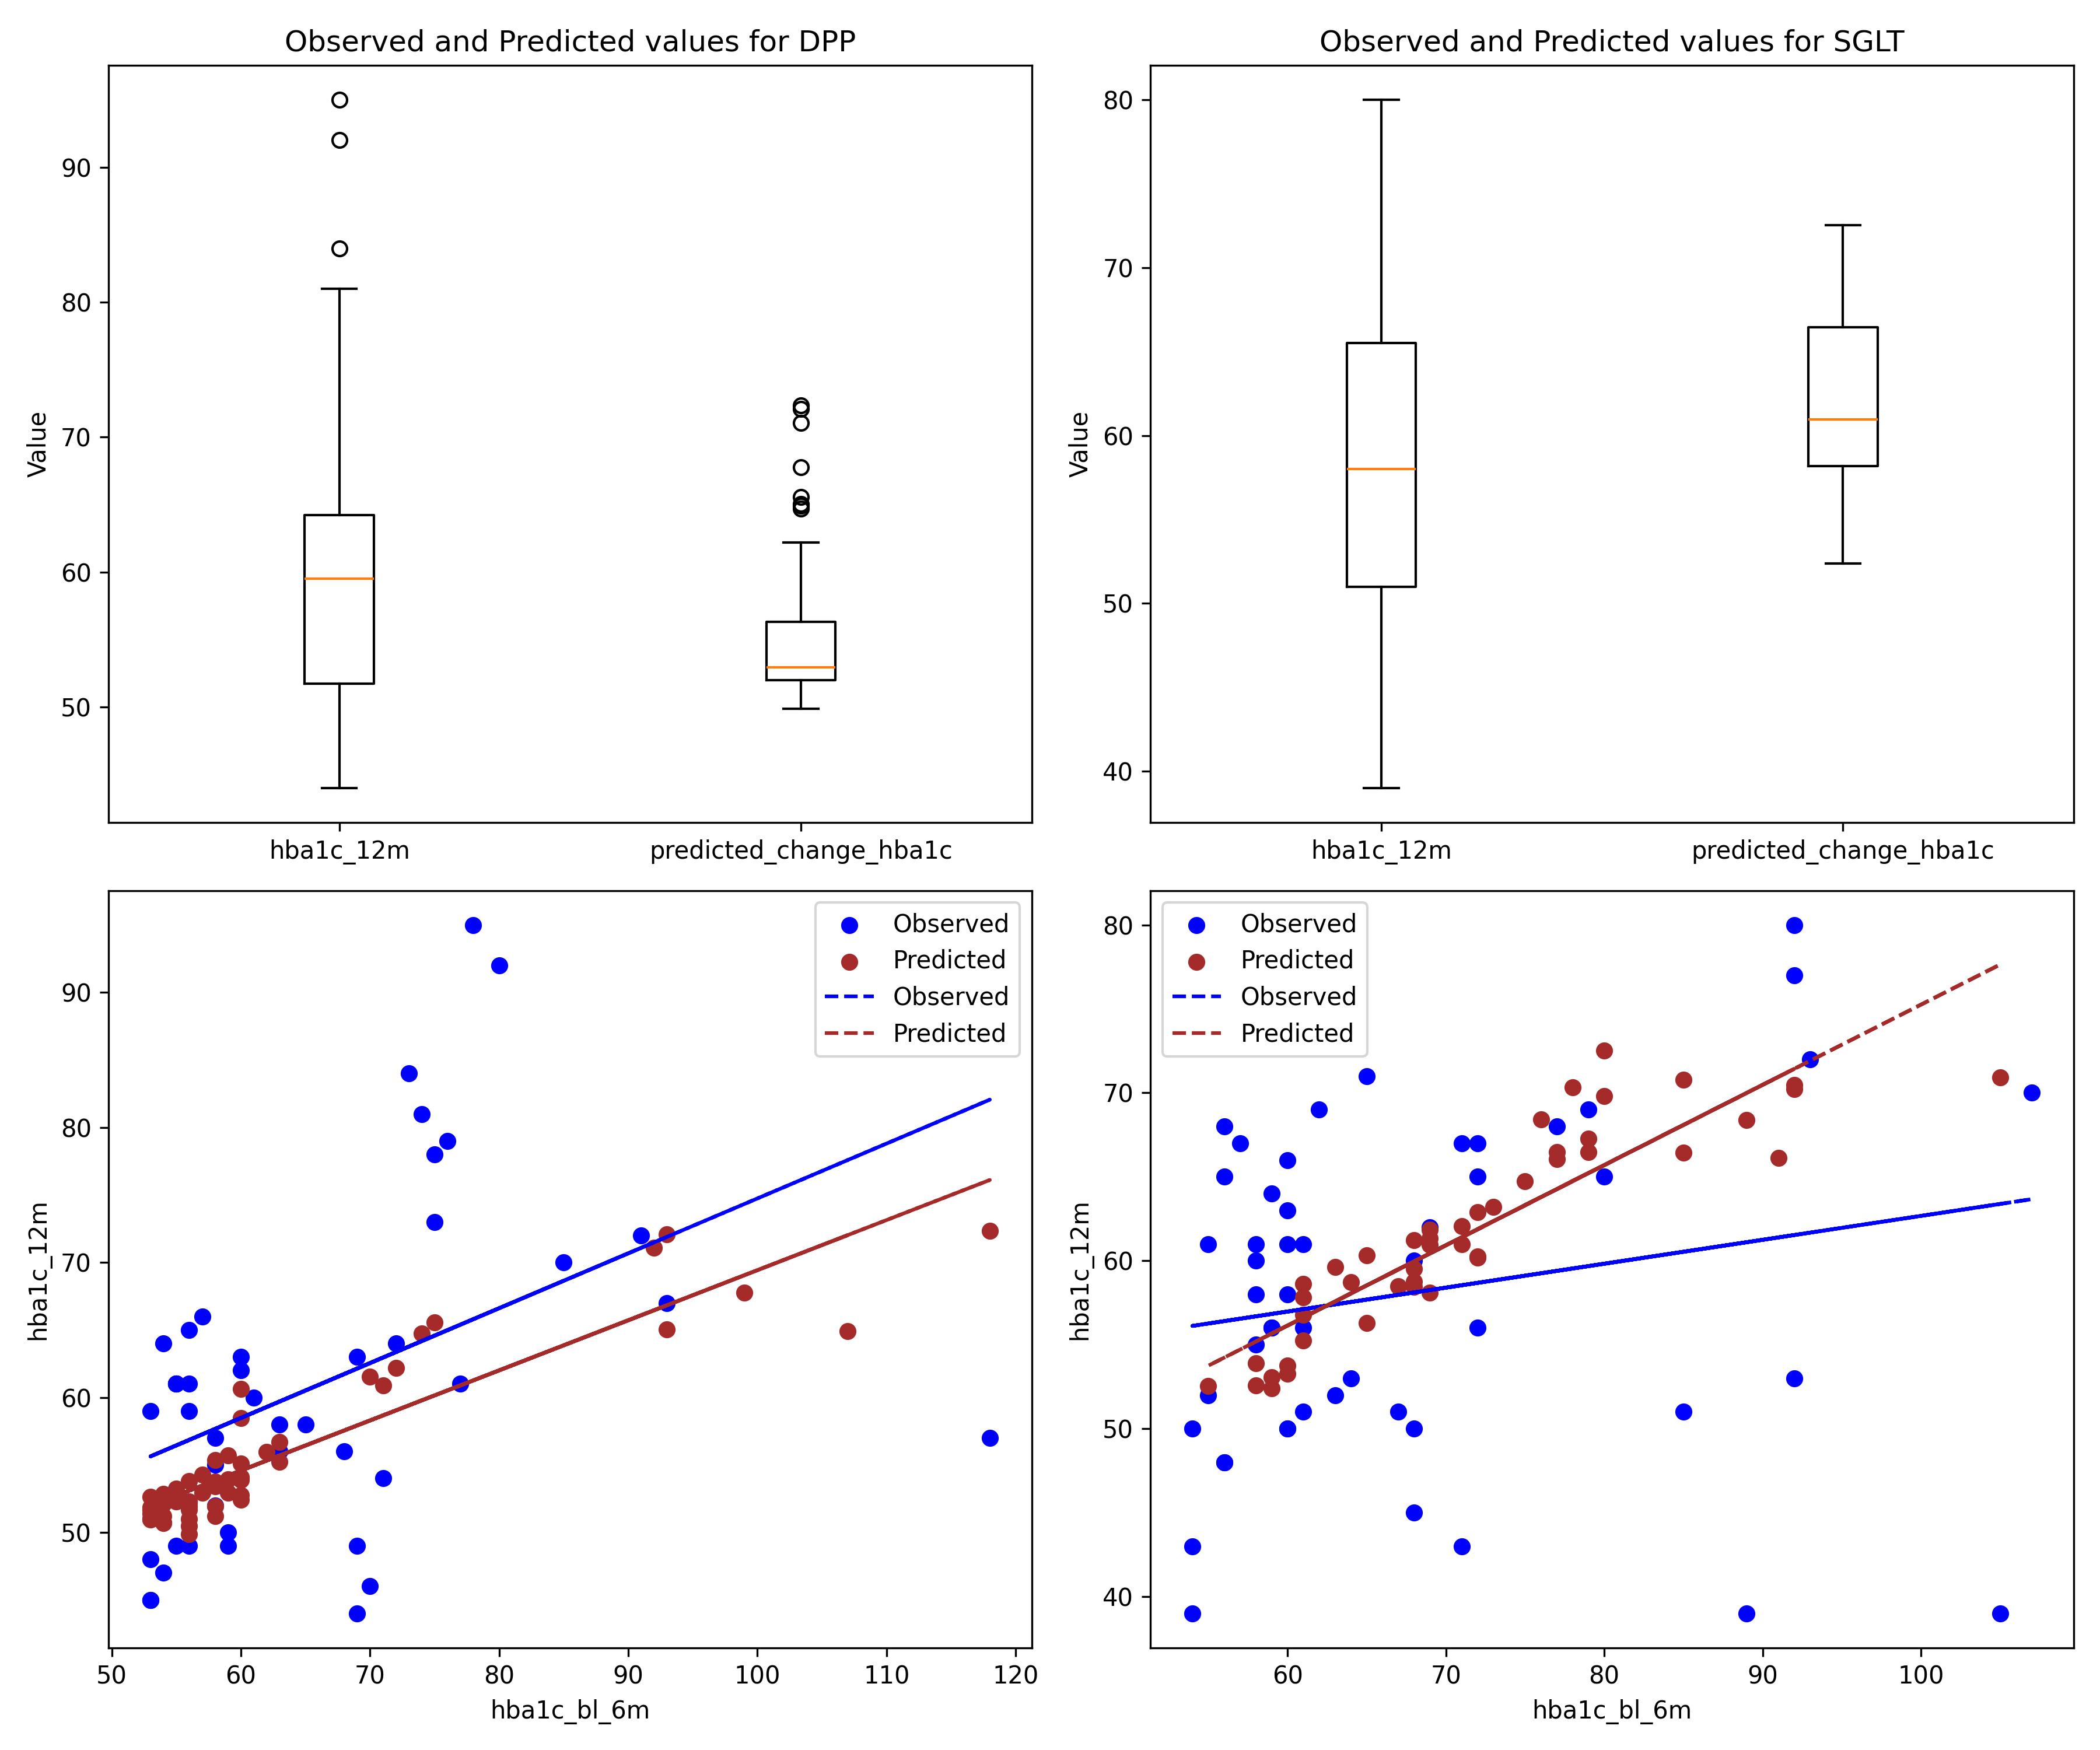 Observed and Predicted values for DPP
Value
90
80
70
60
50
hba1c_12m
predicted_change_hba1c
Observed and Predicted values for SGLT
Value
80
70
60
50
40
hba1c_12m
predicted_change_hba1c
hba1c_12m
90
80
70
60
50
Observed
Predicted
Observed
Predicted
50 60 70 80 90 100 110 120
hba1c_bl_6m
hba1c_12m
80
70
60
50
40
Observed
Predicted
Observed
Predicted
60 70 80 90 100
hba1c_bl_6m